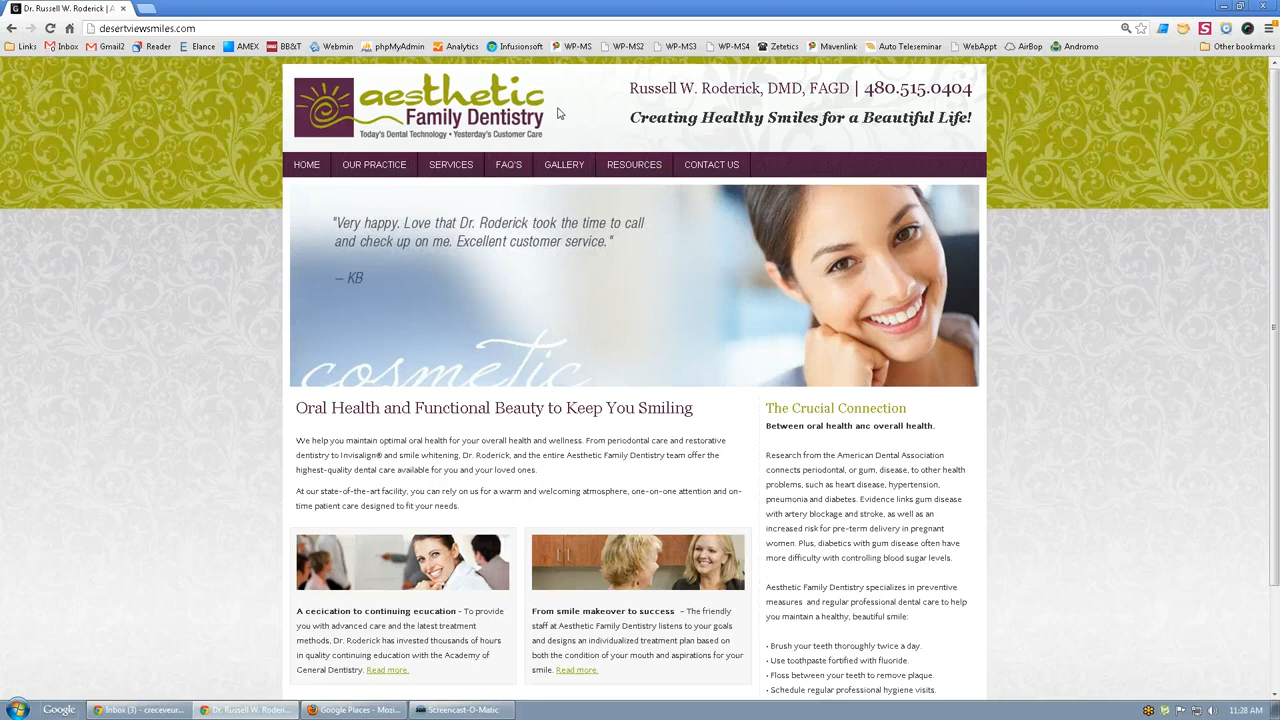 Dr. Russell W. Roderick | A
desertviewsmiles.com
Links Inbox Gmail2 Reader Elance AMEX BB&T Webmin phpMyAdmin Analytics Infusionsoft WP-MS WP-MS2 WP-MS3 WP-MS4 Zetetics Mavenlink Auto Teleseminar WebAppt AirBop Andromo Other bookmarks
aesthetic
Family Dentistry
Today's Dental Technology • Yesterday's Customer Care
Russell W. Roderick, DMD, FAGD | 480.515.0404
Creating Healthy Smiles for a Beautiful Life!
HOME OUR PRACTICE SERVICES FAQ'S GALLERY RESOURCES CONTACT US
"Very happy. Love that Dr. Roderick took the time to call
and check up on me. Excellent customer service."
– KB
cosmetic
Oral Health and Functional Beauty to Keep You Smiling
We help you maintain optimal oral health for your overall health and wellness. From periodontal care and restorative
dentistry to Invisalign® and smile whitening, Dr. Roderick, and the entire Aesthetic Family Dentistry team offer the
highest-quality dental care available for you and your loved ones.
At our state-of-the-art facility, you can rely on us for a warm and welcoming atmosphere, one-on-one attention and on-
time patient care designed to fit your needs.
A dedication to continuing education - To provide
you with advanced care and the latest treatment
methods, Dr. Roderick has invested thousands of hours
in quality continuing education with the Academy of
General Dentistry. Read more.
From smile makeover to success – The friendly
staff at Aesthetic Family Dentistry listens to your goals
and designs an individualized treatment plan based on
both the condition of your mouth and aspirations for your
smile. Read more.
The Crucial Connection
Between oral health and overall health.
Research from the American Dental Association
connects periodontal, or gum, disease, to other health
problems, such as heart disease, hypertension,
pneumonia and diabetes. Evidence links gum disease
with artery blockage and stroke, as well as an
increased risk for pre-term delivery in pregnant
women. Plus, diabetics with gum disease often have
more difficulty with controlling blood sugar levels.
Aesthetic Family Dentistry specializes in preventive
measures and regular professional dental care to help
you maintain a healthy, beautiful smile:
• Brush your teeth thoroughly twice a day.
• Use toothpaste fortified with fluoride.
• Floss between your teeth to remove plaque.
• Schedule regular professional hygiene visits.
Google Inbox (3) - creceveur... Dr. Russell W. Roderi... Google Places - Mozi... Screencast-O-Matic 11:28 AM